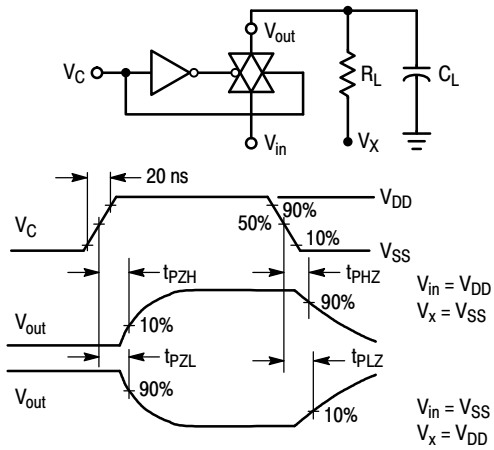 V_out
V_C
R_L
C_L
V_in
V_X
20 ns
V_C
50%
90%
10%
V_DD
V_SS
t_PZH
t_PHZ
V_in = V_DD
V_x = V_SS
V_out
10%
90%
t_PZL
t_PLZ
V_out
90%
10%
V_in = V_SS
V_x = V_DD